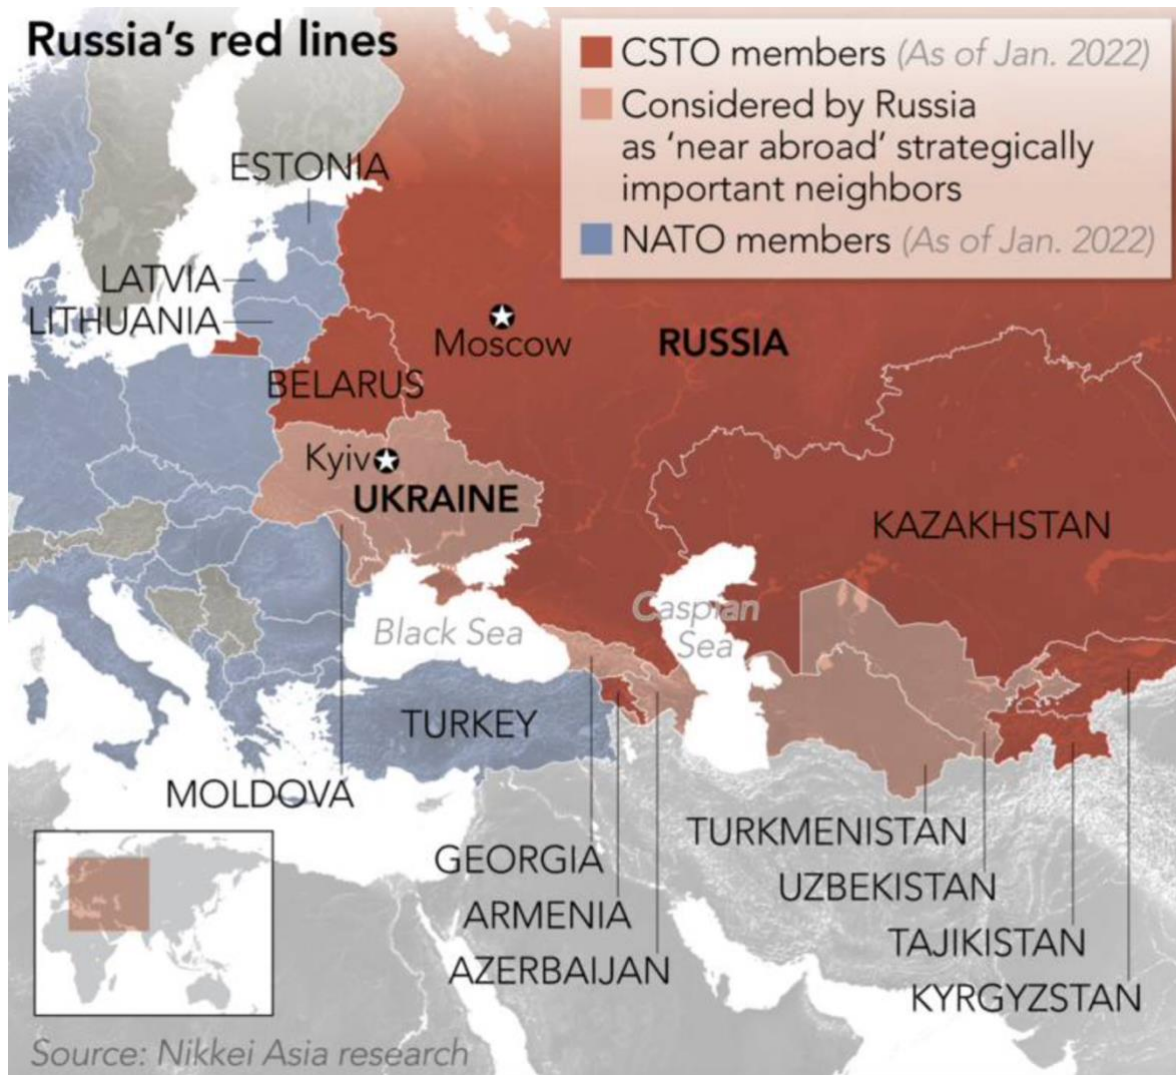 Russia's red lines
CSTO members (As of Jan. 2022)
Considered by Russia
as 'near abroad' strategically
important neighbors
NATO members (As of Jan. 2022)
ESTONIA
LATVIA
LITHUANIA
Moscow
RUSSIA
BELARUS
Kyiv
UKRAINE
KAZAKHSTAN
Caspian
Sea
Black Sea
TURKEY
MOLDOVA
GEORGIA
ARMENIA
AZERBAIJAN
TURKMENISTAN
UZBEKISTAN
TAJIKISTAN
KYRGYZSTAN
Source: Nikkei Asia research